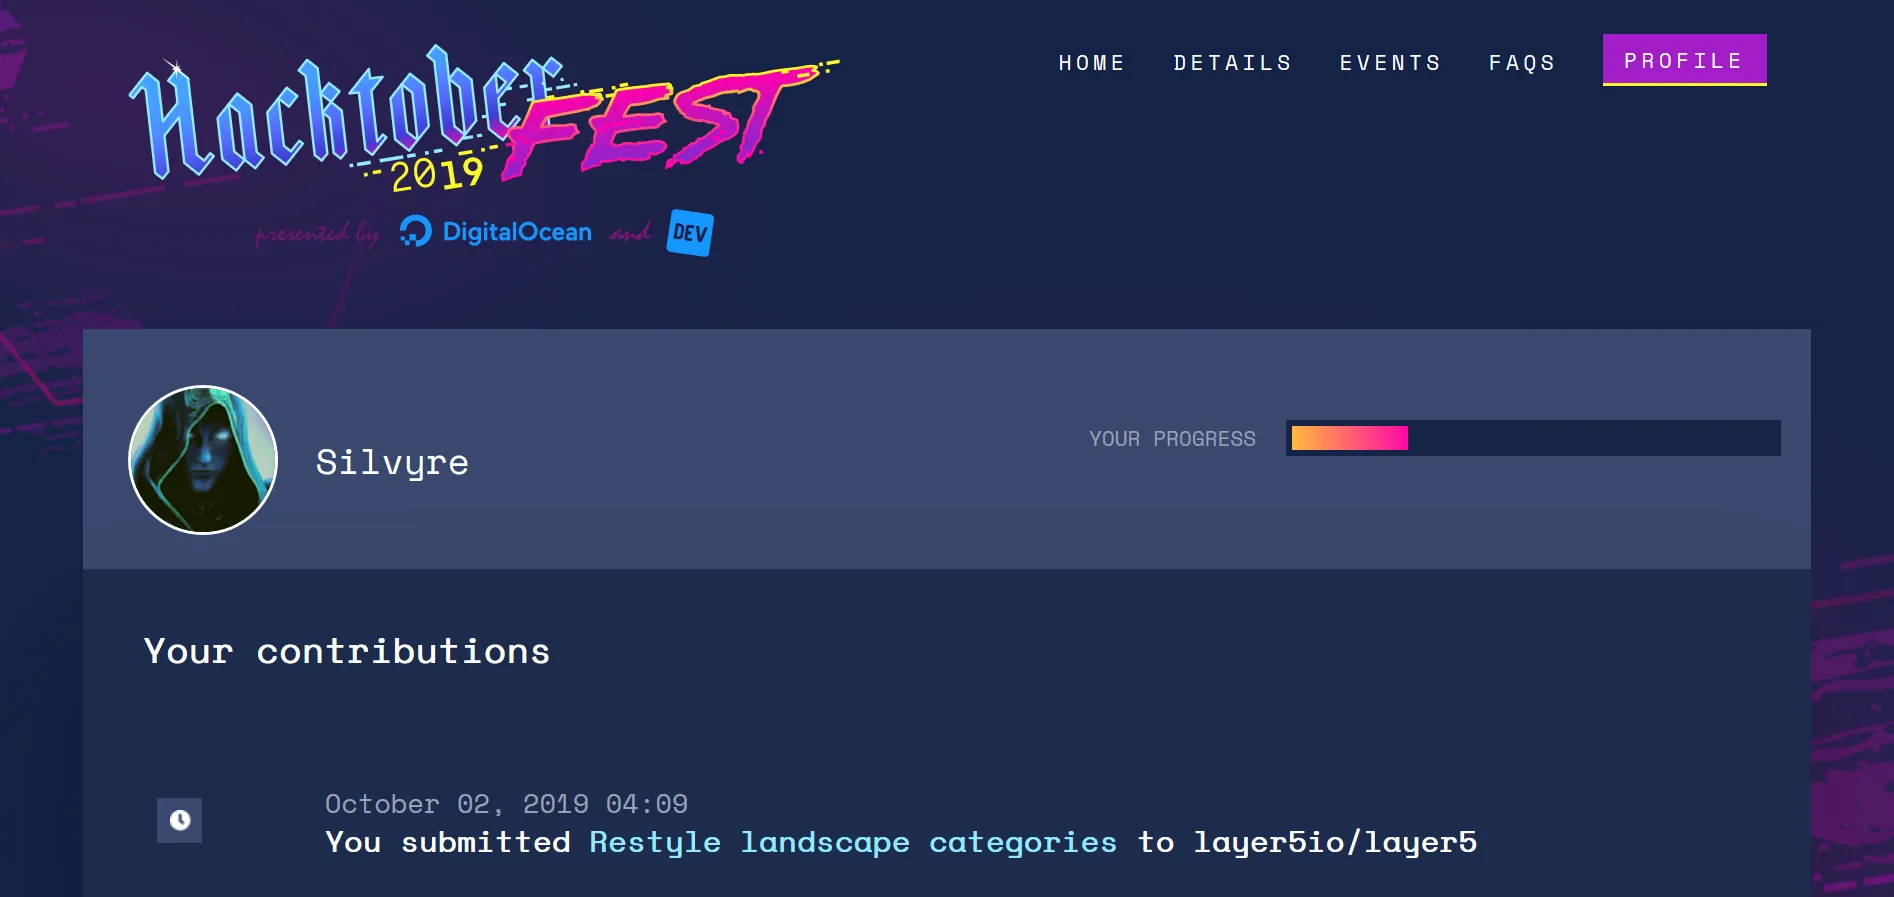 Hacktober FEST
2019
presented by DigitalOcean and DEV
HOME DETAILS EVENTS FAQS PROFILE
Silvyre
YOUR PROGRESS
Your contributions
October 02, 2019 04:09
You submitted Restyle landscape categories to layer5io/layer5